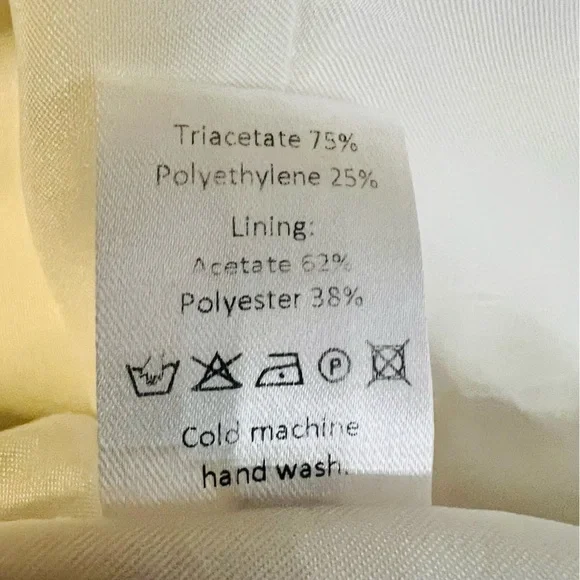 Triacetate 75%
Polyethylene 25%
Lining:
Acetate 62%
Polyester 38%
P
Cold machine
hand wash.